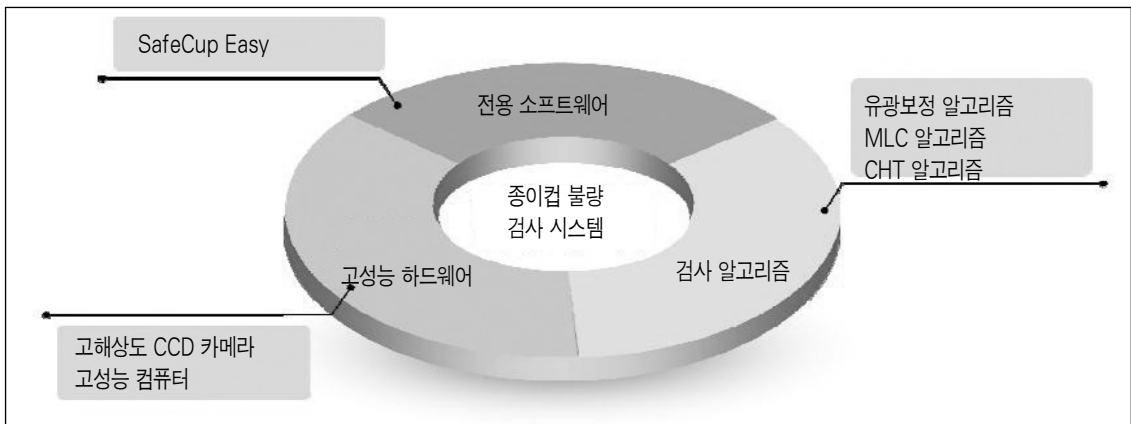 SafeCup Easy
전용 소프트웨어
유광보정 알고리즘
MLC 알고리즘
CHT 알고리즘
종이컵 불량
검사 시스템
고성능 하드웨어
검사 알고리즘
고해상도 CCD 카메라
고성능 컴퓨터